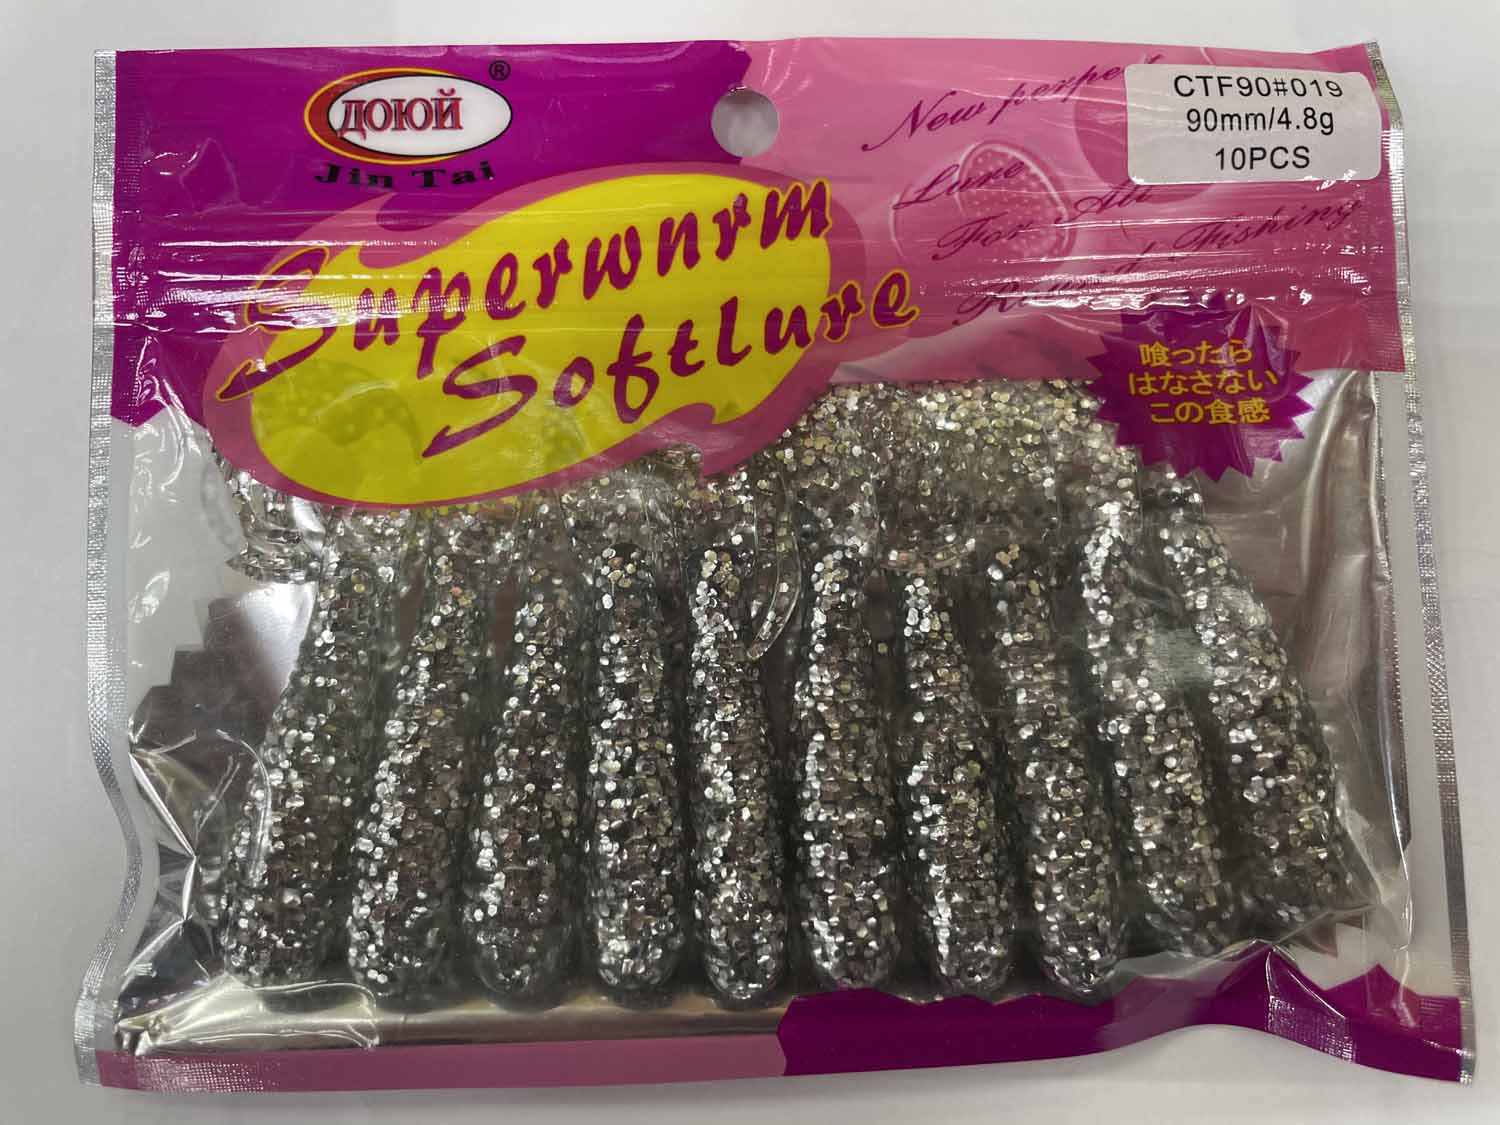 ДОЮЙ®
Jin Tai
Superwnrm
Softlure
New perpect
Lure
For All
Fishing
CTF90#019
90mm/4.8g
10PCS
喰ったら
はなさない
この食感